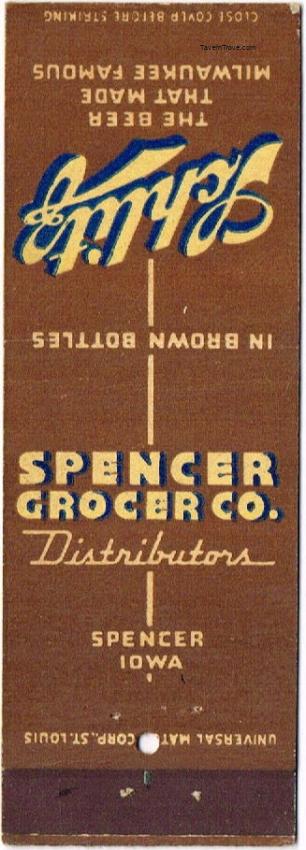 CLOSE COVER BEFORE STRIKING
TavernTrove.com
THE BEER
THAT MADE
MILWAUKEE FAMOUS
Schlitz
IN BROWN BOTTLES
SPENCER
GROCER CO.
Distributors
SPENCER
IOWA
UNIVERSAL MATCH CORP., ST. LOUIS